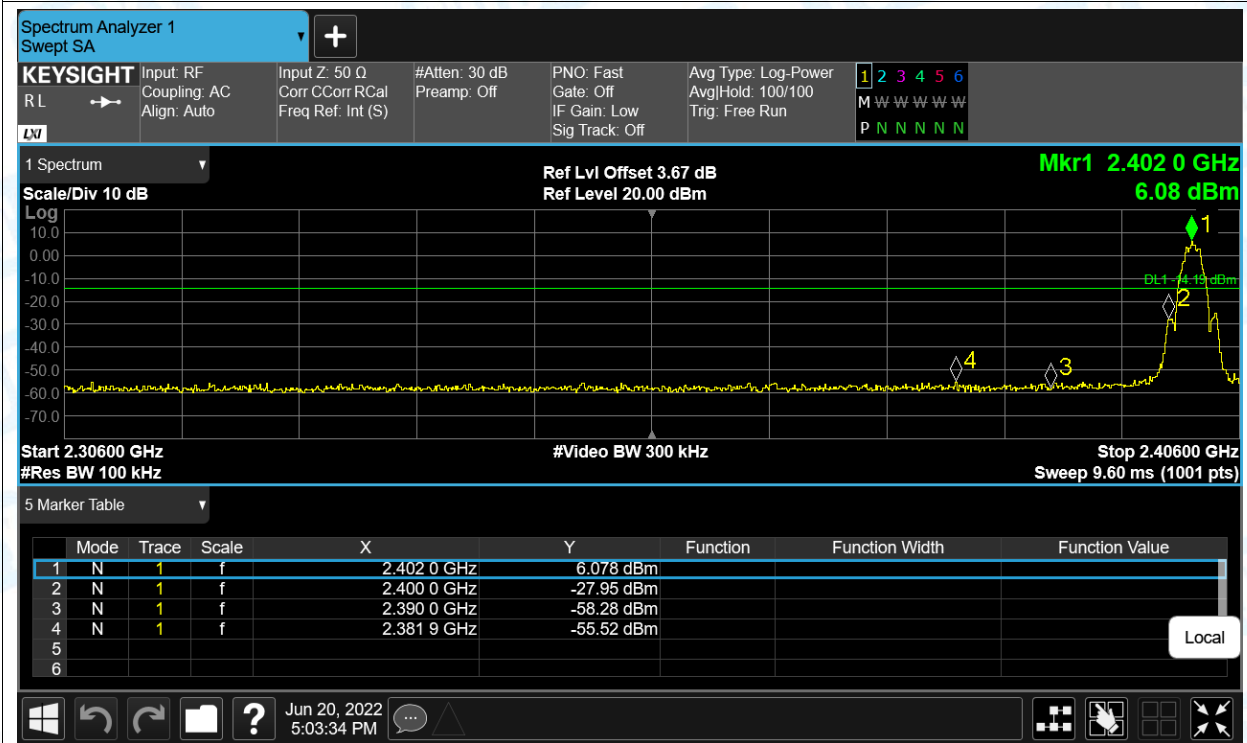 Spectrum Analyzer 1
Swept SA
+
KEYSIGHT Input: RF Input Z: 50 Ω #Atten: 30 dB PNO: Fast Avg Type: Log-Power 1 2 3 4 5 6
R L Coupling: AC Corr CCorr RCal Preamp: Off Gate: Off Avg|Hold: 100/100 M W W W W W W
Align: Auto Freq Ref: Int (S) IF Gain: Low Trig: Free Run
LXI Sig Track: Off P N N N N N N
1 Spectrum Ref Lvl Offset 3.67 dB Mkr1 2.402 0 GHz
Scale/Div 10 dB Ref Level 20.00 dBm 6.08 dBm
Log
10.0 1
0.00
-10.0 DL1 -14.19 dBm
-20.0 2
-30.0
-40.0
-50.0 4 3
-60.0
-70.0
Start 2.30600 GHz #Video BW 300 kHz Stop 2.40600 GHz
#Res BW 100 kHz Sweep 9.60 ms (1001 pts)
5 Marker Table
Mode Trace Scale X Y Function Function Width Function Value
1 N 1 f 2.402 0 GHz 6.078 dBm
2 N 1 f 2.400 0 GHz -27.95 dBm
3 N 1 f 2.390 0 GHz -58.28 dBm
4 N 1 f 2.381 9 GHz -55.52 dBm
5
6
Local
? Jun 20, 2022
5:03:34 PM